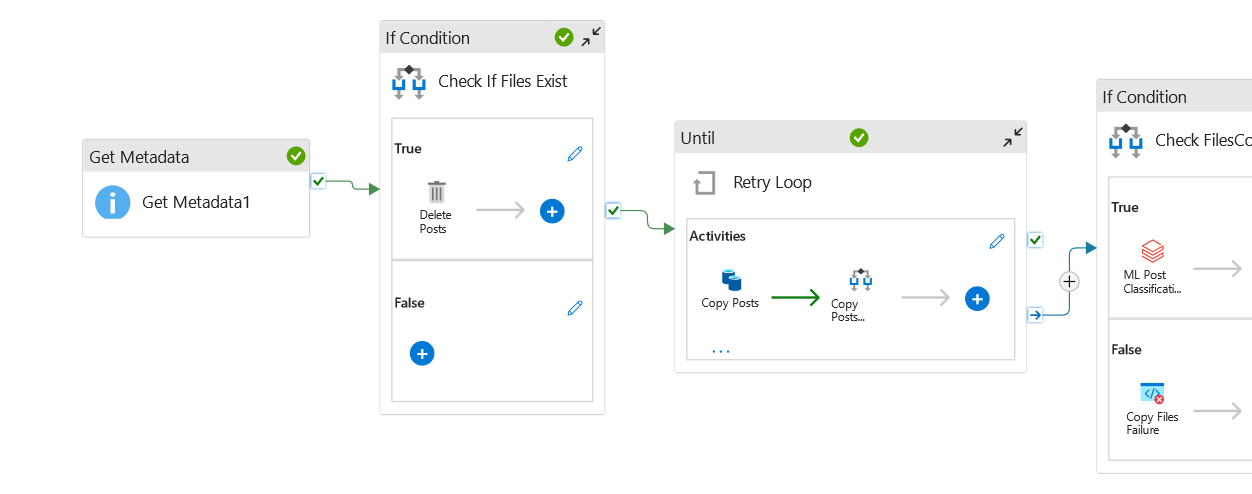 Get Metadata
Get Metadata1
If Condition
Check If Files Exist
True
Delete
Posts
False
Until
Retry Loop
Activities
Copy Posts
Copy
Posts...
...
If Condition
Check FilesCo
True
ML Post
Classificati...
False
Copy Files
Failure